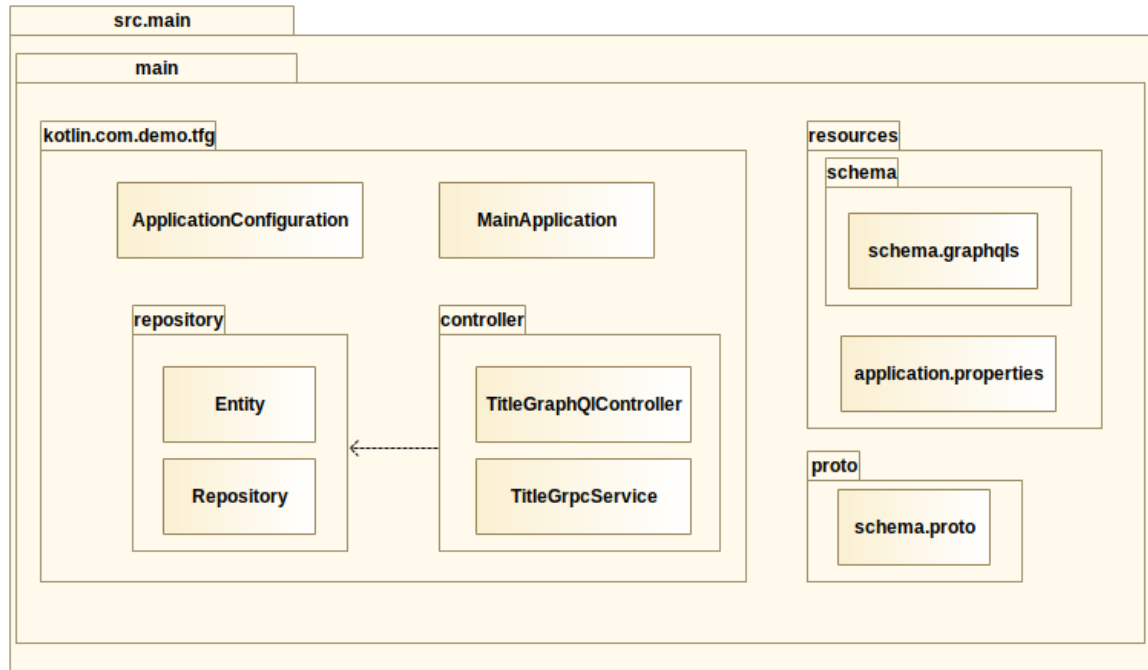 src.main
main
kotlin.com.demo.tfg
ApplicationConfiguration
MainApplication
repository
Entity
Repository
controller
TitleGraphQlController
TitleGrpcService
resources
schema
schema.graphqls
application.properties
proto
schema.proto